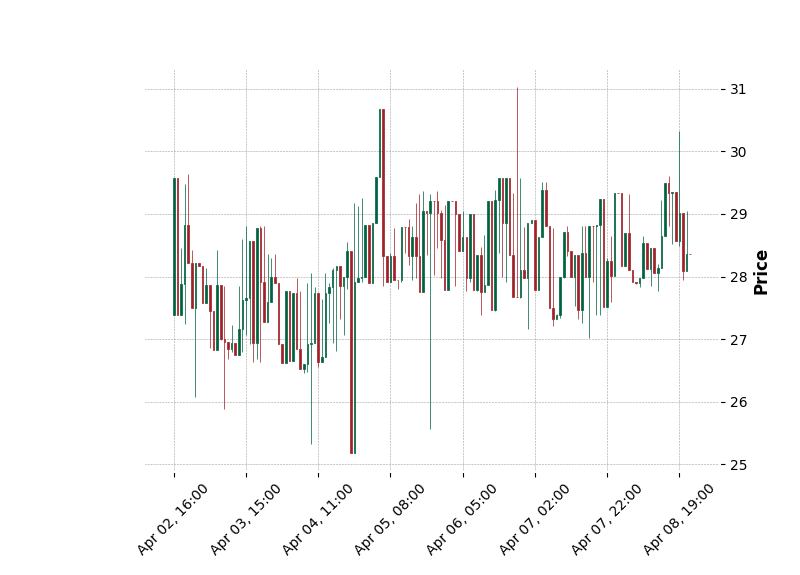 31
30
29
28
27
26
25
Price
Apr 02, 16:00
Apr 03, 15:00
Apr 04, 11:00
Apr 05, 08:00
Apr 06, 05:00
Apr 07, 02:00
Apr 07, 22:00
Apr 08, 19:00